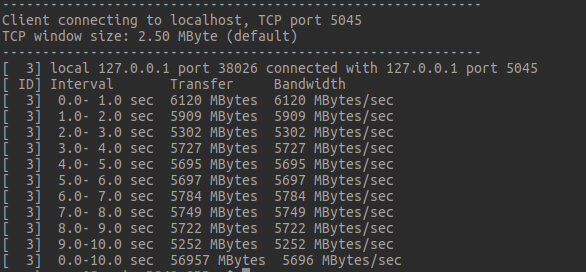 ------------------------------------------------------------
Client connecting to localhost, TCP port 5045
TCP window size: 2.50 MByte (default)
------------------------------------------------------------
[  3] local 127.0.0.1 port 38026 connected with 127.0.0.1 port 5045
[ ID] Interval       Transfer     Bandwidth
[  3]  0.0- 1.0 sec  6120 MBytes  6120 MBytes/sec
[  3]  1.0- 2.0 sec  5909 MBytes  5909 MBytes/sec
[  3]  2.0- 3.0 sec  5302 MBytes  5302 MBytes/sec
[  3]  3.0- 4.0 sec  5727 MBytes  5727 MBytes/sec
[  3]  4.0- 5.0 sec  5695 MBytes  5695 MBytes/sec
[  3]  5.0- 6.0 sec  5697 MBytes  5697 MBytes/sec
[  3]  6.0- 7.0 sec  5784 MBytes  5784 MBytes/sec
[  3]  7.0- 8.0 sec  5749 MBytes  5749 MBytes/sec
[  3]  8.0- 9.0 sec  5722 MBytes  5722 MBytes/sec
[  3]  9.0-10.0 sec  5252 MBytes  5252 MBytes/sec
[  3]  0.0-10.0 sec  56957 MBytes  5696 MBytes/sec